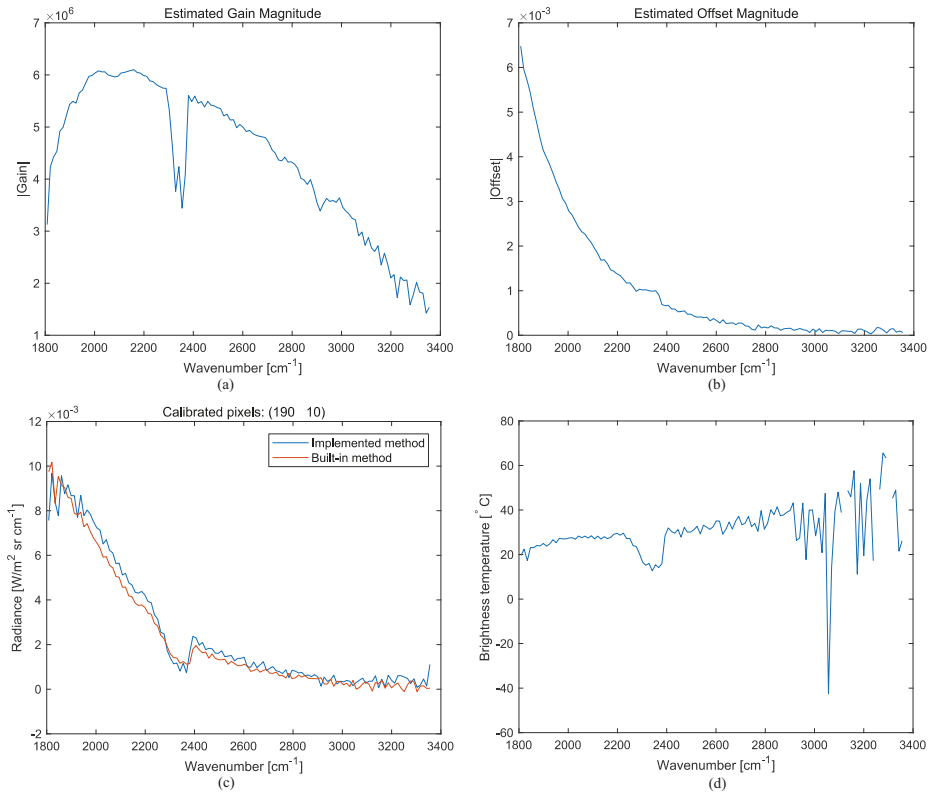 Estimated Gain Magnitude
×10⁶
7
6
5
4
3
2
1
|Gain|
1800 2000 2200 2400 2600 2800 3000 3200 3400
Wavenumber [cm⁻¹]
(a)
Estimated Offset Magnitude
×10⁻³
7
6
5
4
3
2
1
0
|Offset|
1800 2000 2200 2400 2600 2800 3000 3200 3400
Wavenumber [cm⁻¹]
(b)
Calibrated pixels: (190 10)
×10⁻³
12
10
8
6
4
2
0
-2
Radiance [W/m² sr cm⁻¹]
Implemented method
Built-in method
1800 2000 2200 2400 2600 2800 3000 3200 3400
Wavenumber [cm⁻¹]
(c)
80
60
40
20
0
-20
-40
-60
Brightness temperature [°C]
1800 2000 2200 2400 2600 2800 3000 3200 3400
Wavenumber [cm⁻¹]
(d)